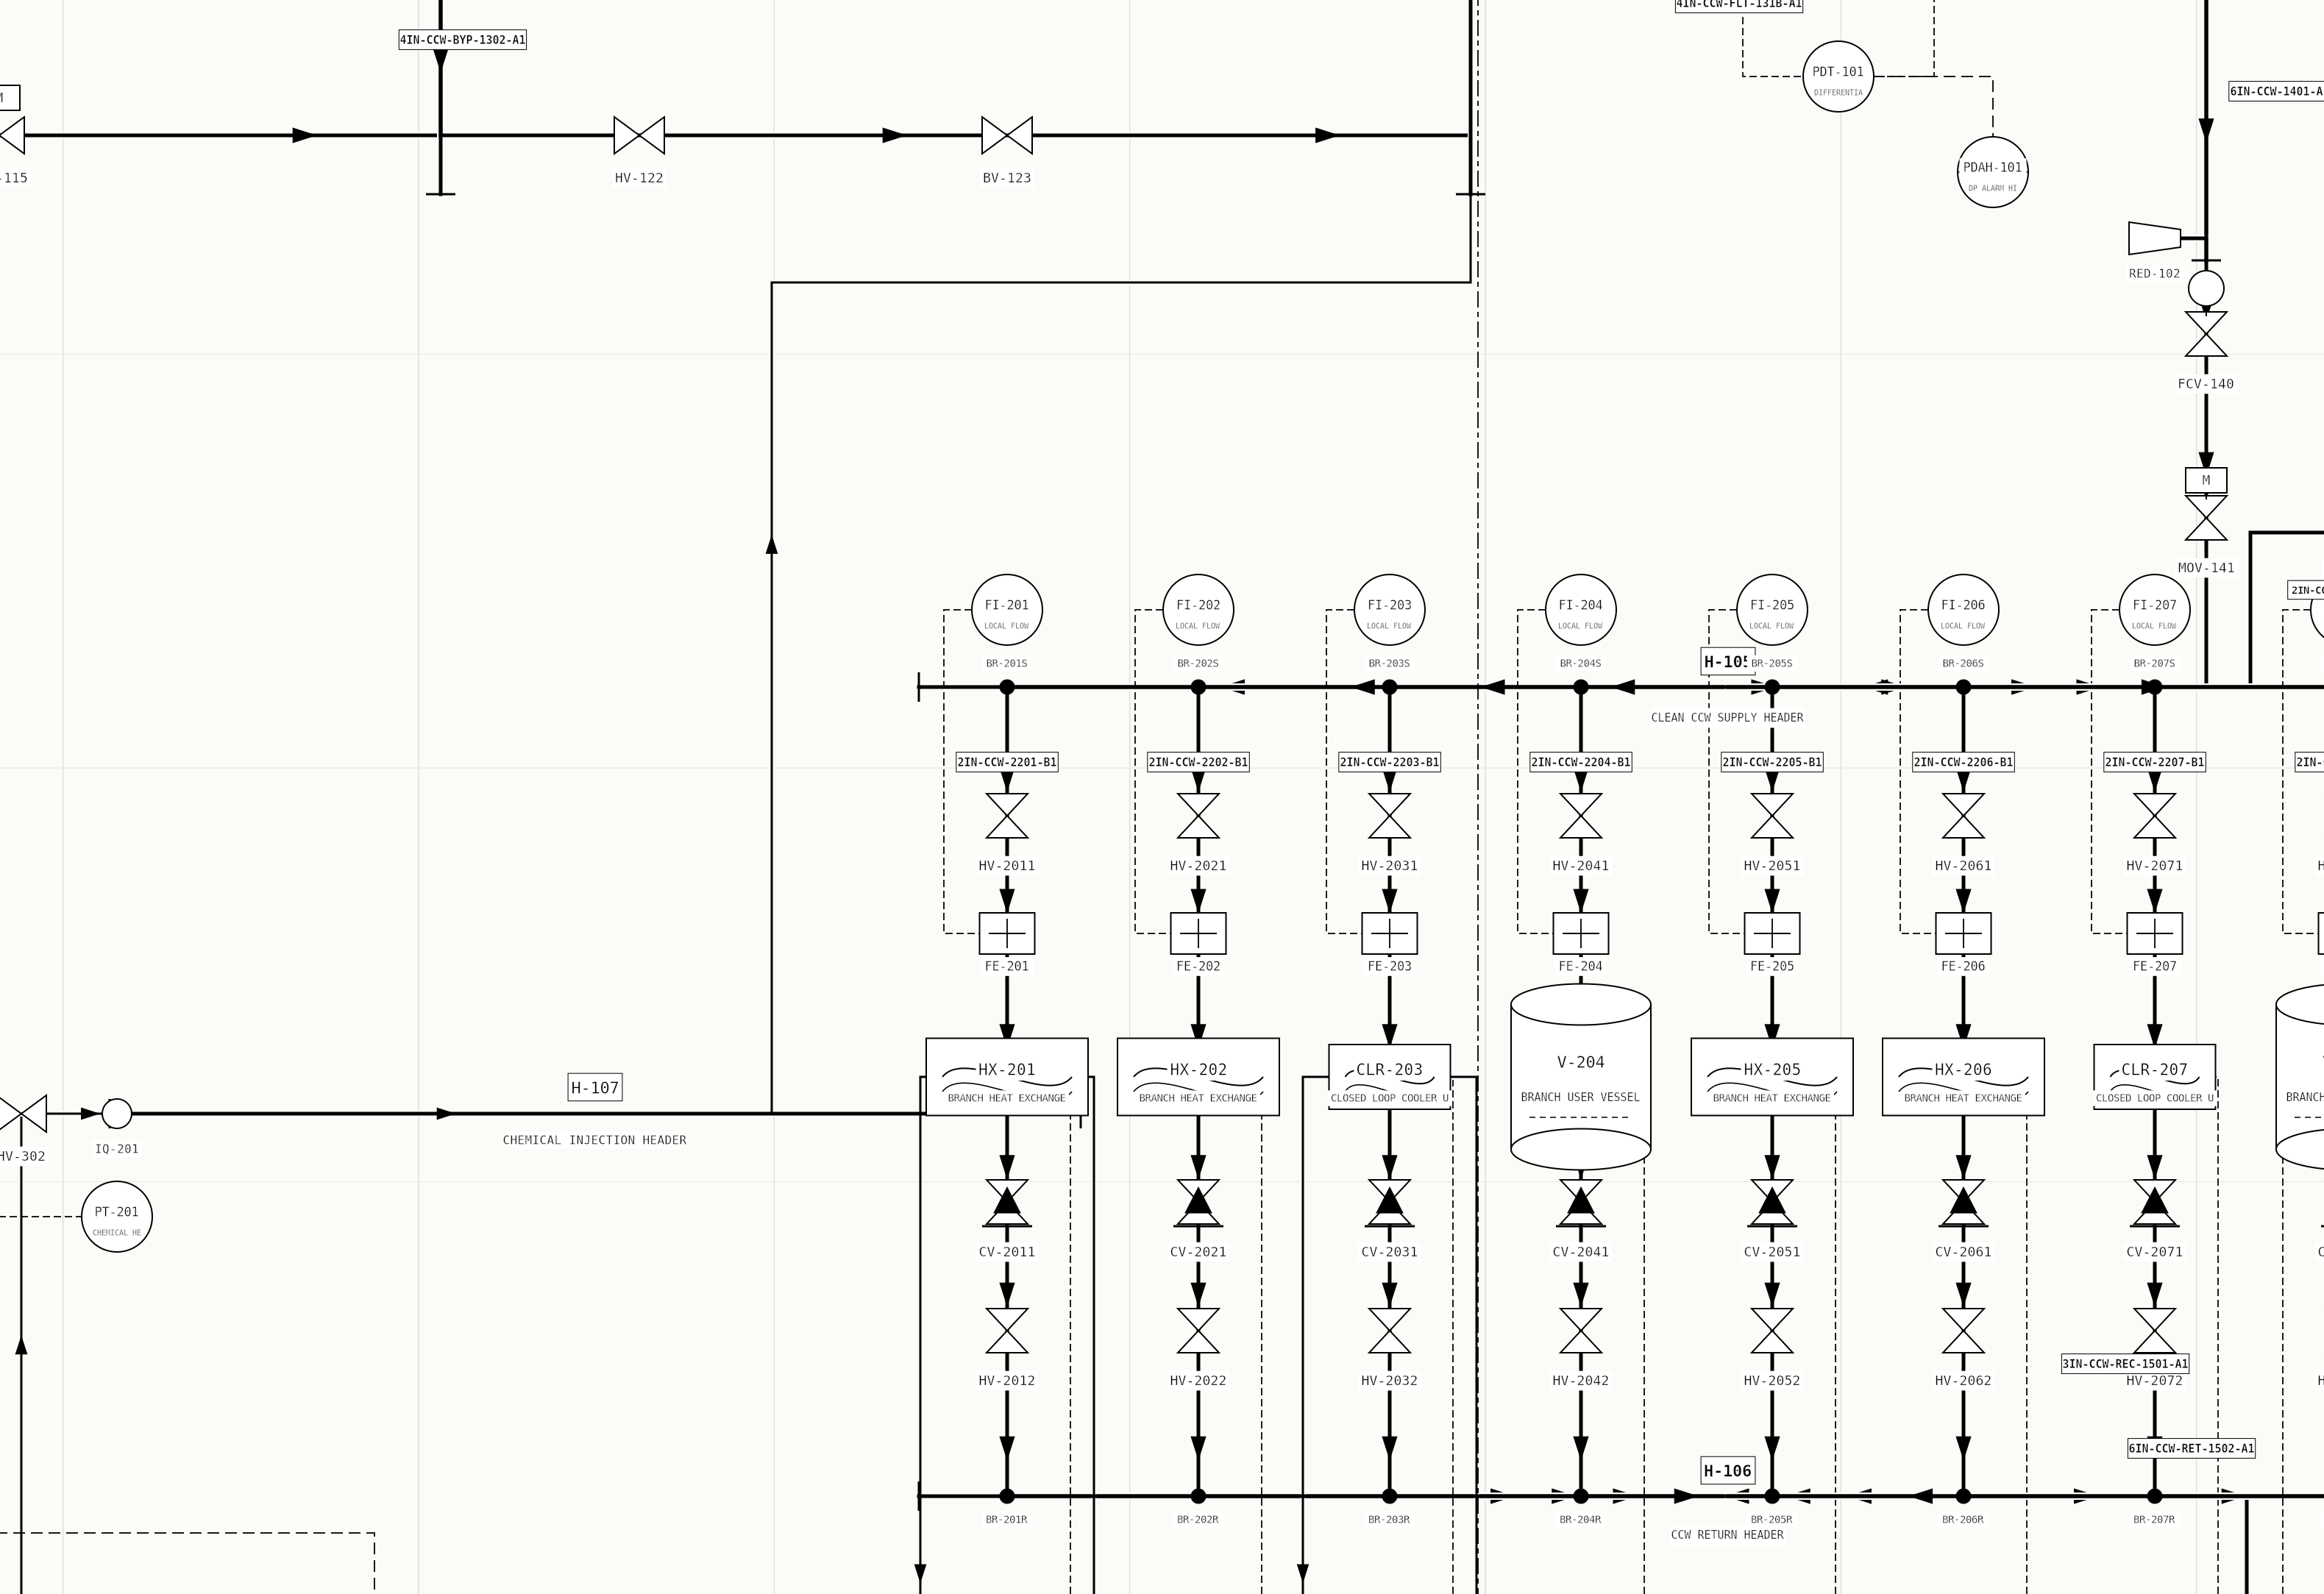 4IN-CCW-FLT-131B-A1
4IN-CCW-BYP-1302-A1
PDT-101
DIFFERENTIA
6IN-CCW-1401-A
M
-115
HV-122
BV-123
PDAH-101
DP ALARM HI
RED-102
FCV-140
M
MOV-141
2IN-CC
FI-201
LOCAL FLOW
FI-202
LOCAL FLOW
FI-203
LOCAL FLOW
FI-204
LOCAL FLOW
FI-205
LOCAL FLOW
FI-206
LOCAL FLOW
FI-207
LOCAL FLOW
BR-201S
BR-202S
BR-203S
BR-204S
H-105
BR-205S
BR-206S
BR-207S
CLEAN CCW SUPPLY HEADER
2IN-CCW-2201-B1
2IN-CCW-2202-B1
2IN-CCW-2203-B1
2IN-CCW-2204-B1
2IN-CCW-2205-B1
2IN-CCW-2206-B1
2IN-CCW-2207-B1
2IN-
HV-2011
HV-2021
HV-2031
HV-2041
HV-2051
HV-2061
HV-2071
H
FE-201
FE-202
FE-203
FE-204
FE-205
FE-206
FE-207
HX-201
BRANCH HEAT EXCHANGE
HX-202
BRANCH HEAT EXCHANGE
CLR-203
CLOSED LOOP COOLER U
V-204
BRANCH USER VESSEL
HX-205
BRANCH HEAT EXCHANGE
HX-206
BRANCH HEAT EXCHANGE
CLR-207
CLOSED LOOP COOLER U
BRANCH
H-107
CHEMICAL INJECTION HEADER
HV-302
IQ-201
PT-201
CHEMICAL HE
CV-2011
CV-2021
CV-2031
CV-2041
CV-2051
CV-2061
CV-2071
C
3IN-CCW-REC-1501-A1
HV-2012
HV-2022
HV-2032
HV-2042
HV-2052
HV-2062
HV-2072
H
6IN-CCW-RET-1502-A1
H-106
BR-201R
BR-202R
BR-203R
BR-204R
BR-205R
BR-206R
BR-207R
CCW RETURN HEADER